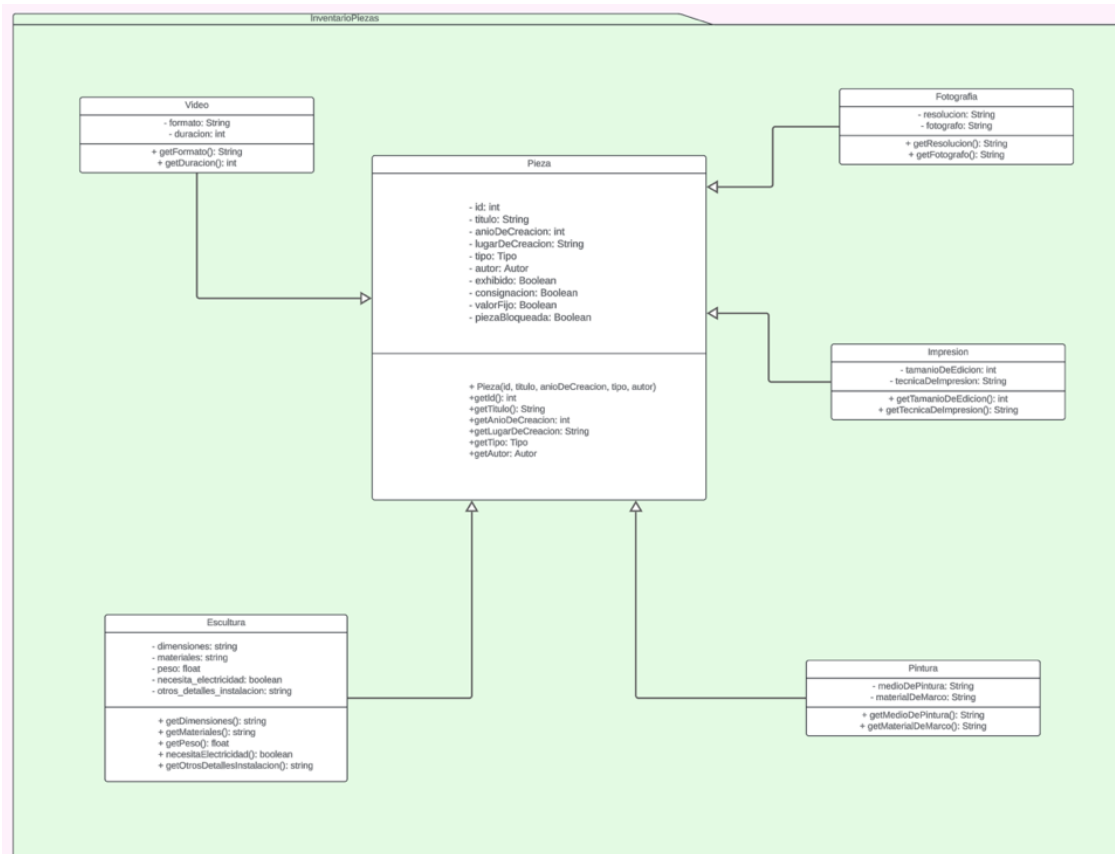 InventarioPiezas
Video
- formato: String
- duracion: int
+ getFormato(): String
+ getDuracion(): int
Fotografia
- resolucion: String
- fotografo: String
+ getResolucion(): String
+ getFotografo(): String
Pieza
- id: int
- titulo: String
- anioDeCreacion: int
- lugarDeCreacion: String
- tipo: Tipo
- autor: Autor
- exhibido: Boolean
- consignacion: Boolean
- valorFijo: Boolean
- piezaBloqueada: Boolean
+ Pieza(id, titulo, anioDeCreacion, tipo, autor)
+getId(): int
+getTitulo(): String
+getAnioDeCreacion: int
+getLugarDeCreacion: String
+getTipo: Tipo
+getAutor: Autor
Impresion
- tamanioDeEdicion: int
- tecnicaDeImpresion: String
+ getTamanioDeEdicion(): int
+ getTecnicaDeImpresion(): String
Escultura
- dimensiones: string
- materiales: string
- peso: float
- necesita_electricidad: boolean
- otros_detalles_instalacion: string
+ getDimensiones(): string
+ getMateriales(): string
+ getPeso(): float
+ necesitaElectricidad(): boolean
+ getOtrosDetallesInstalacion(): string
Pintura
- medioDePintura: String
- materialDeMarco: String
+ getMedioDePintura(): String
+ getMaterialDeMarco(): String